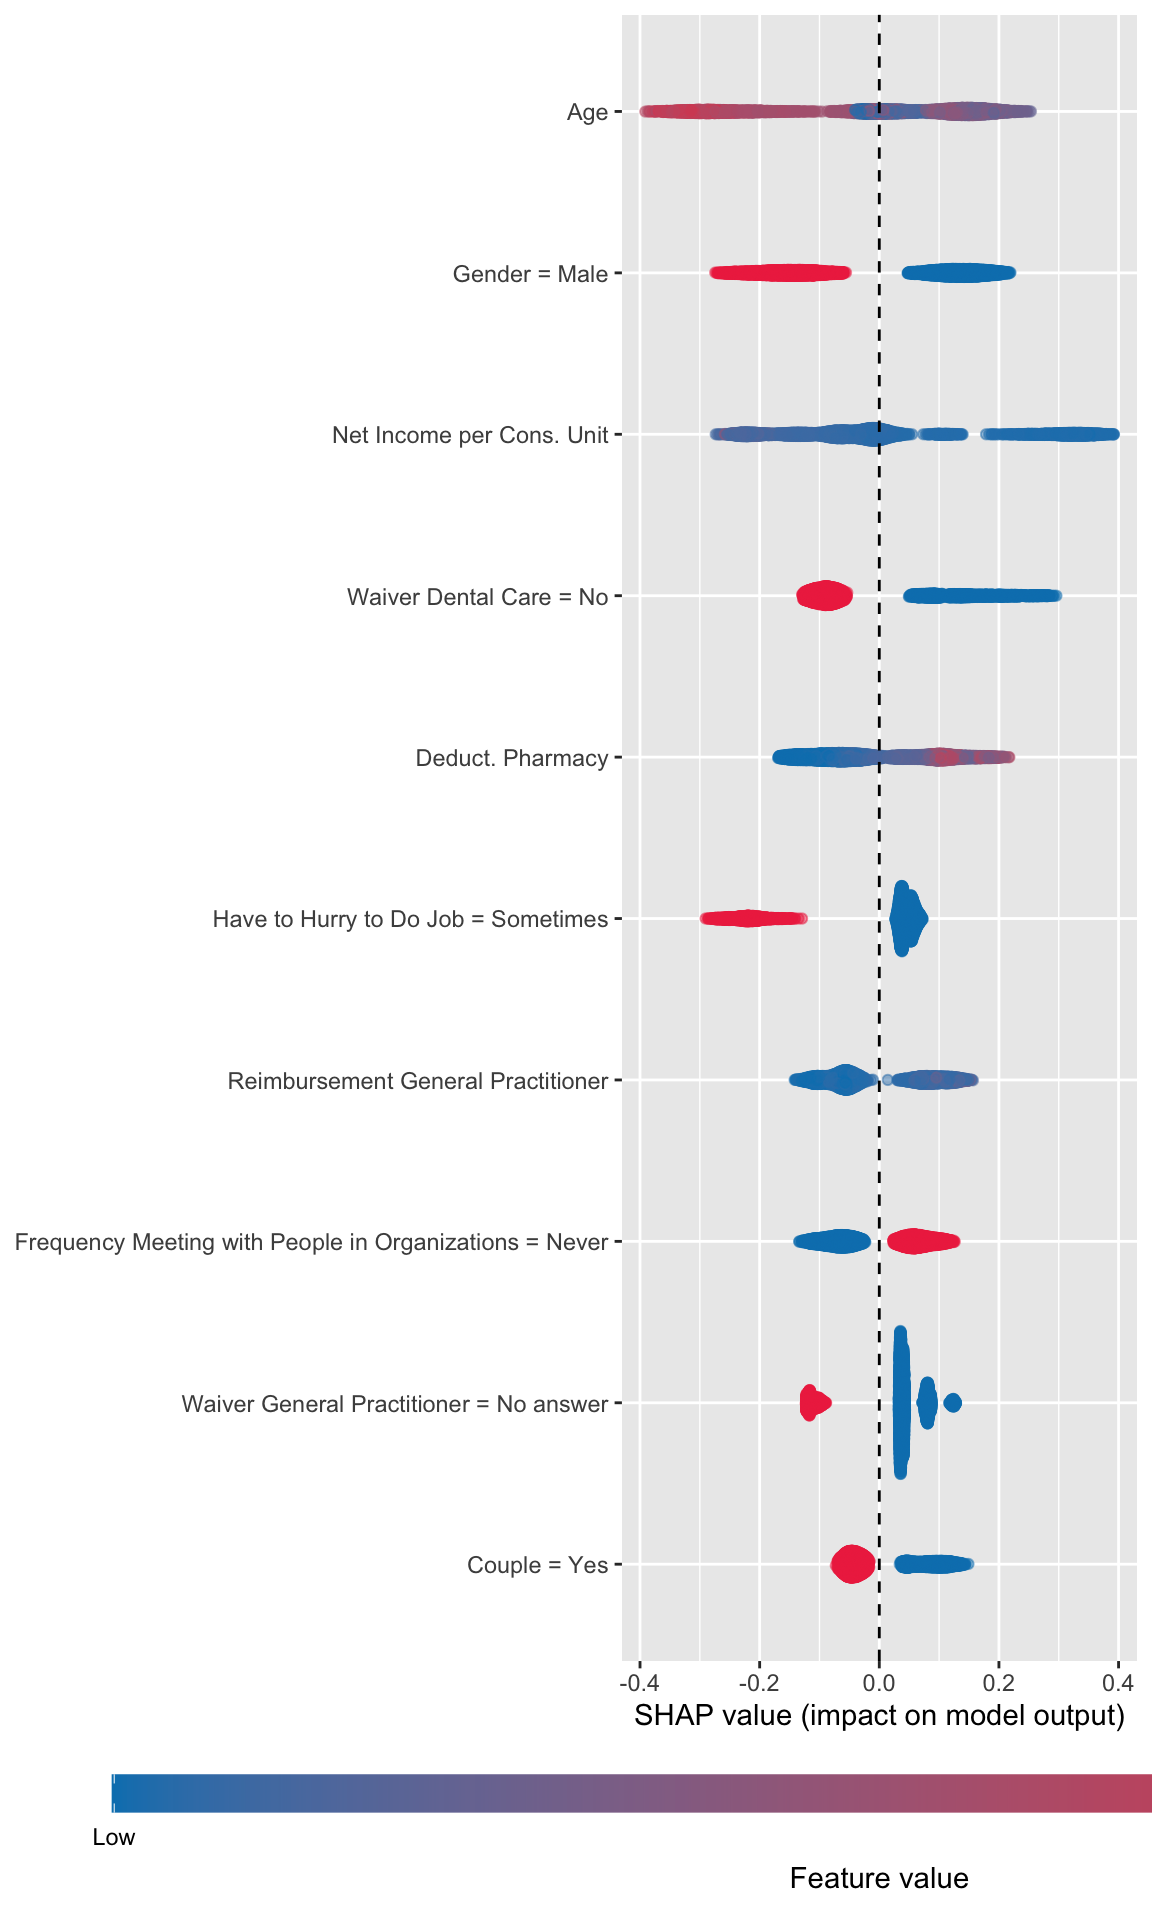 Age
Gender = Male
Net Income per Cons. Unit
Waiver Dental Care = No
Deduct. Pharmacy
Have to Hurry to Do Job = Sometimes
Reimbursement General Practitioner
Frequency Meeting with People in Organizations = Never
Waiver General Practitioner = No answer
Couple = Yes
-0.4 -0.2 0.0 0.2 0.4
SHAP value (impact on model output)
Low
Feature value